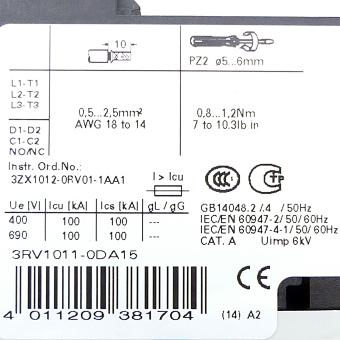 10
PZ2 ø5...6mm
L1-T1
L2-T2
L3-T3
0,5...2,5mm²
AWG 18 to 14
0,8...1,2Nm
7 to 10.3lb in
D1-D2
C1-C2
NO/NC
Instr. Ord.No.:
3ZX1012-0RV01-1AA1
I > Icu
CCC
Ue [V] Icu [kA] Ics [kA] gL / gG
400 100 100 ---
690 100 100 ---
GB14048.2 /.4 / 50Hz
IEC/EN 60947-2/ 50/ 60Hz
IEC/EN 60947-4-1/ 50/ 60Hz
CAT. A Uimp 6kV
3RV1011-0DA15
4 011209 381704
(14) A2